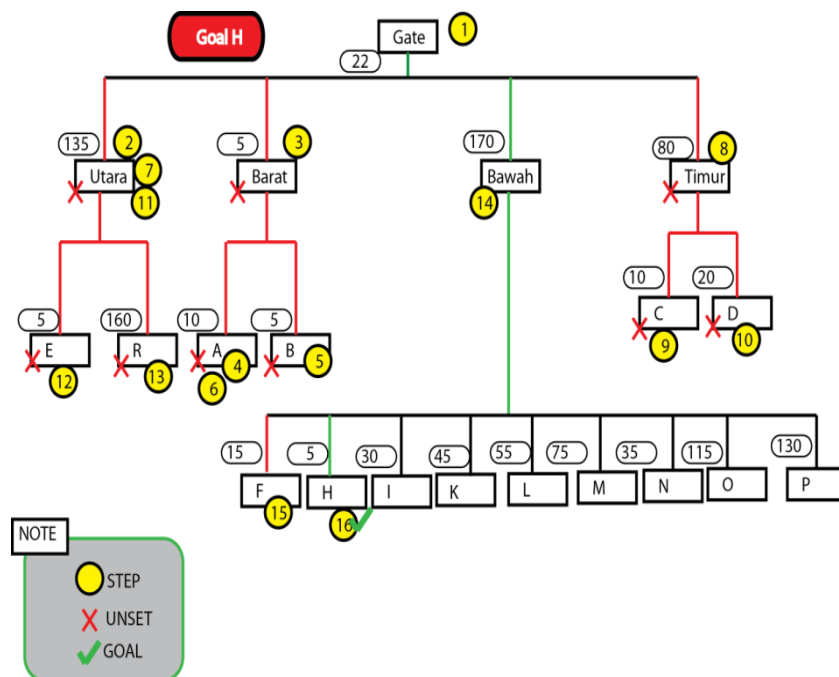 Goal H
Gate
1
22
135
2
5
3
170
80
8
Utara
7
Barat
Bawah
Timur
11
14
10
20
C
D
5
160
10
5
9
10
E
R
A
4
B
5
12
13
6
15
5
30
45
55
75
35
115
130
F
H
I
K
L
M
N
O
P
15
16
NOTE
STEP
UNSET
GOAL